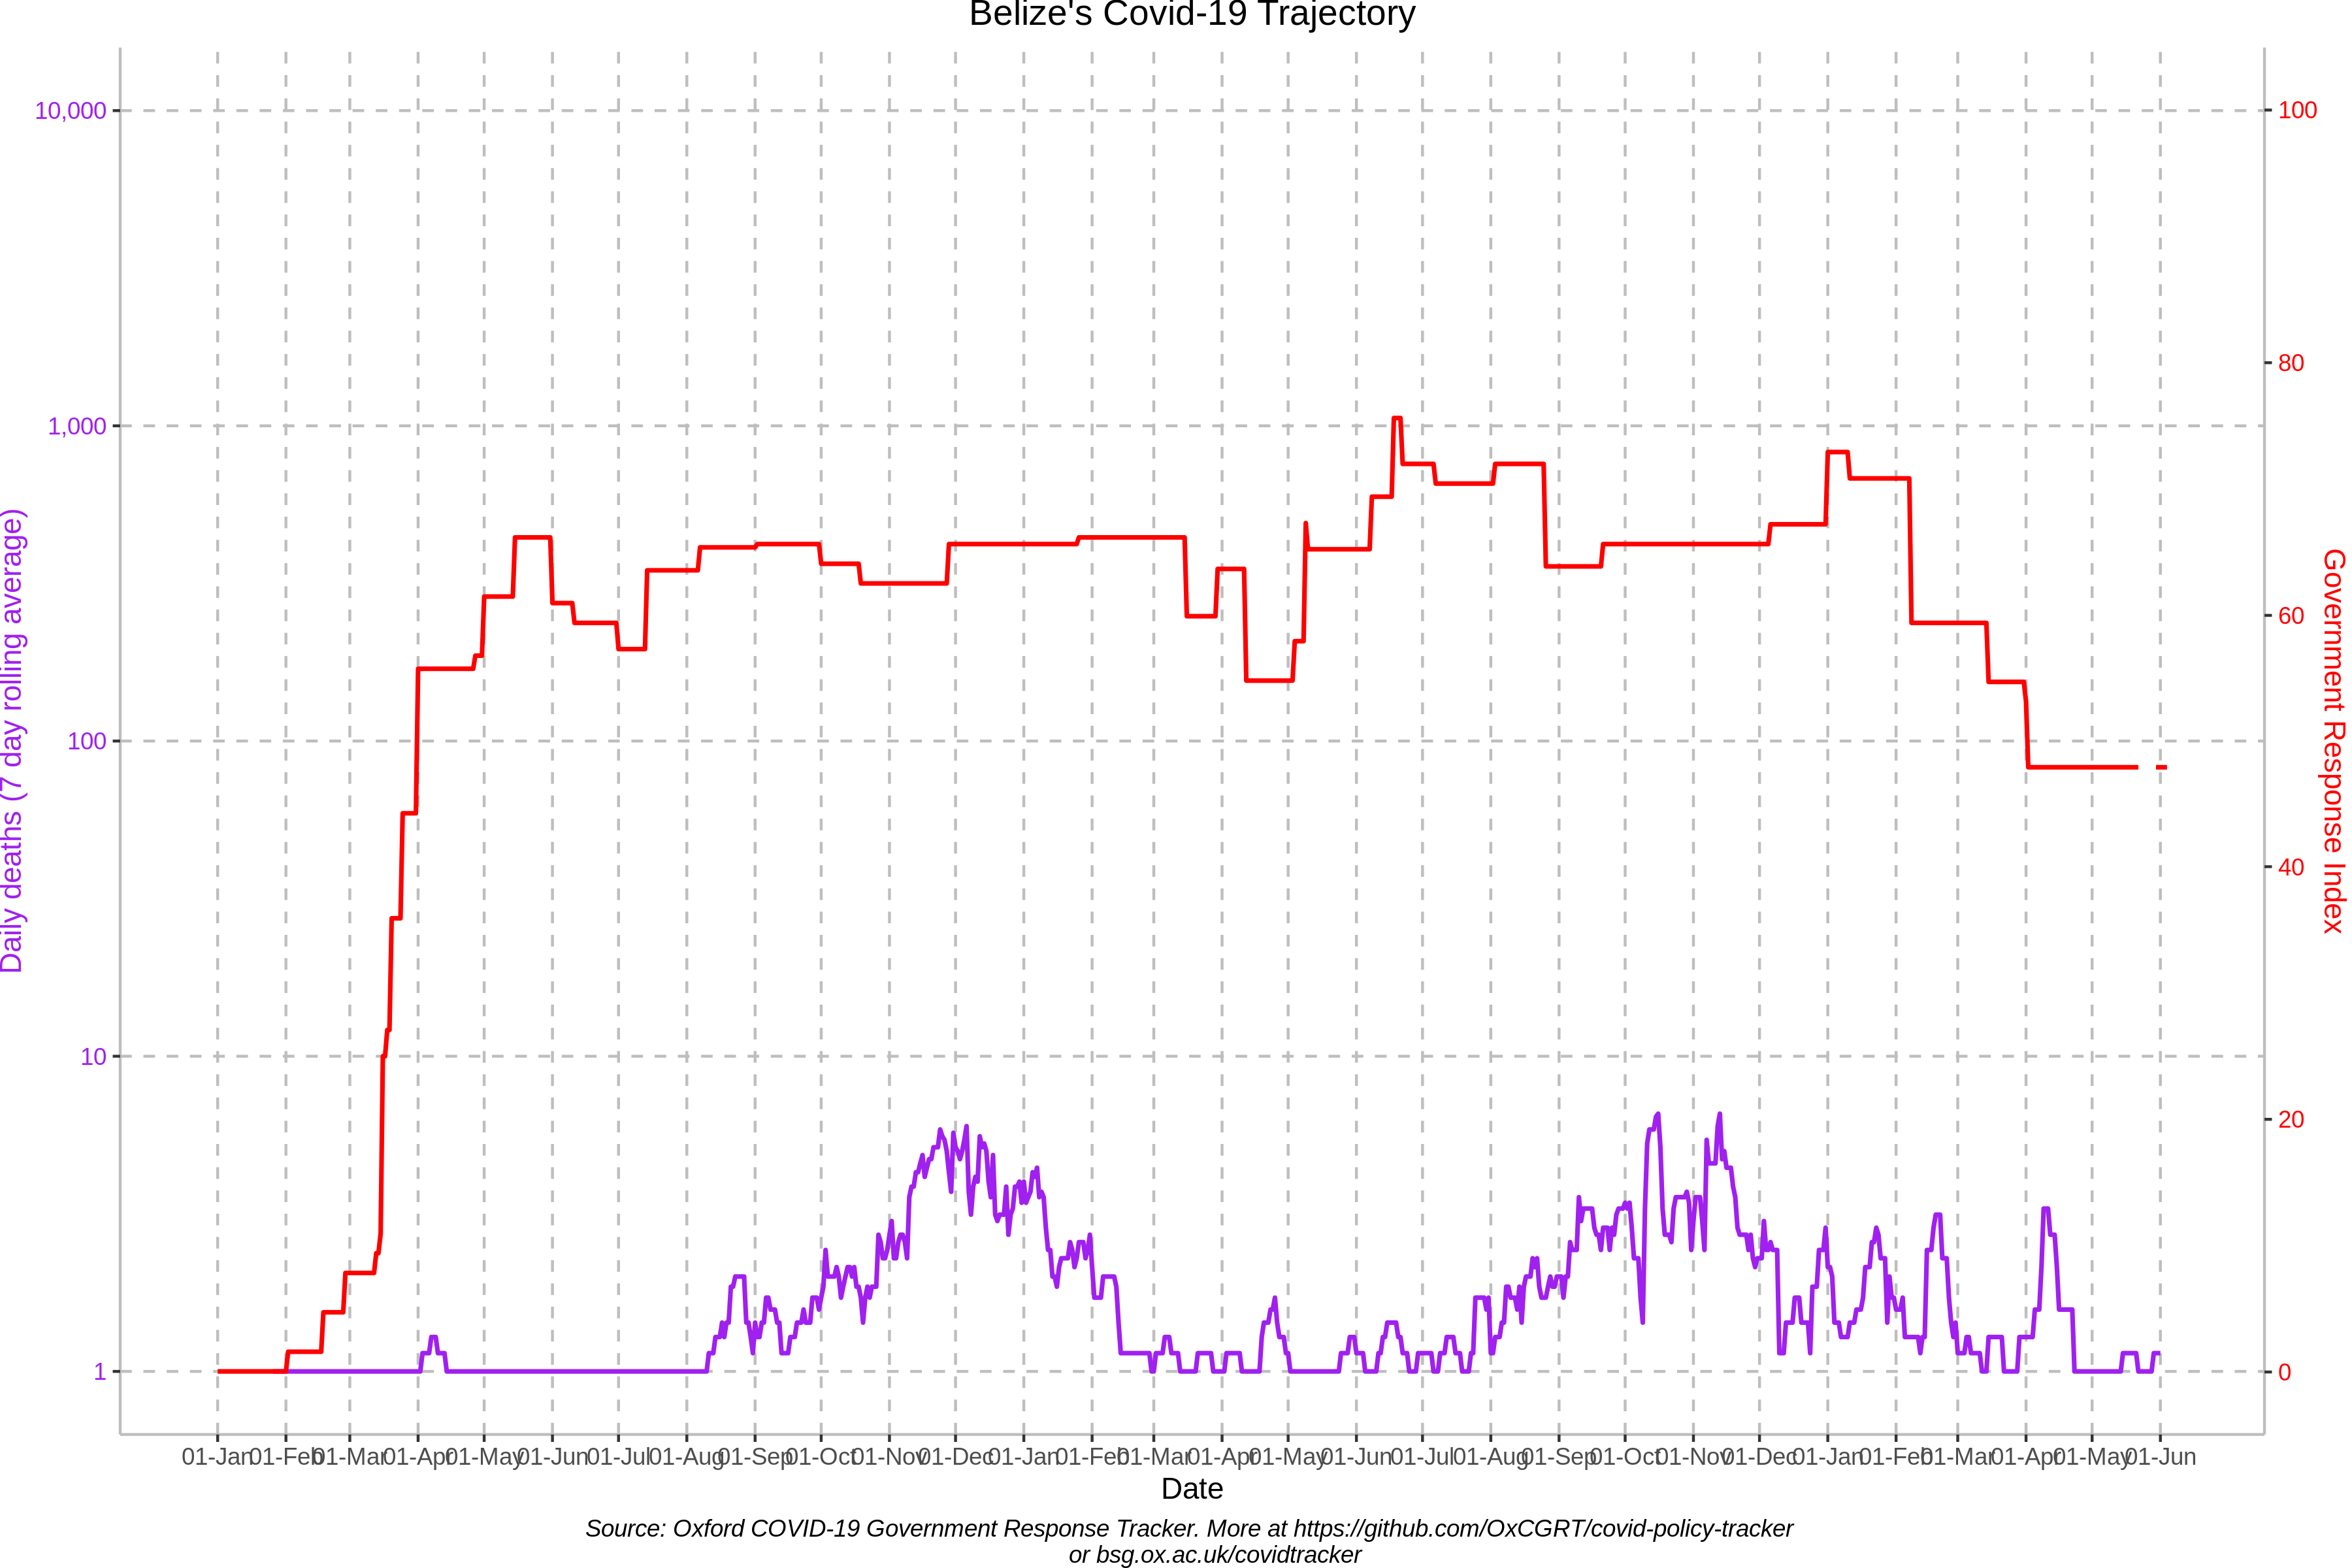 Belize's Covid-19 Trajectory
10,000
1,000
100
10
1
Daily deaths (7 day rolling average)
100
80
60
40
20
0
Government Response Index
01-Jan
01-Feb
01-Mar
01-Apr
01-May
01-Jun
01-Jul
01-Aug
01-Sep
01-Oct
01-Nov
01-Dec
01-Jan
01-Feb
01-Mar
01-Apr
01-May
01-Jun
01-Jul
01-Aug
01-Sep
01-Oct
01-Nov
01-Dec
01-Jan
01-Feb
01-Mar
01-Apr
01-May
01-Jun
Date
Source: Oxford COVID-19 Government Response Tracker. More at https://github.com/OxCGRT/covid-policy-tracker
or bsg.ox.ac.uk/covidtracker